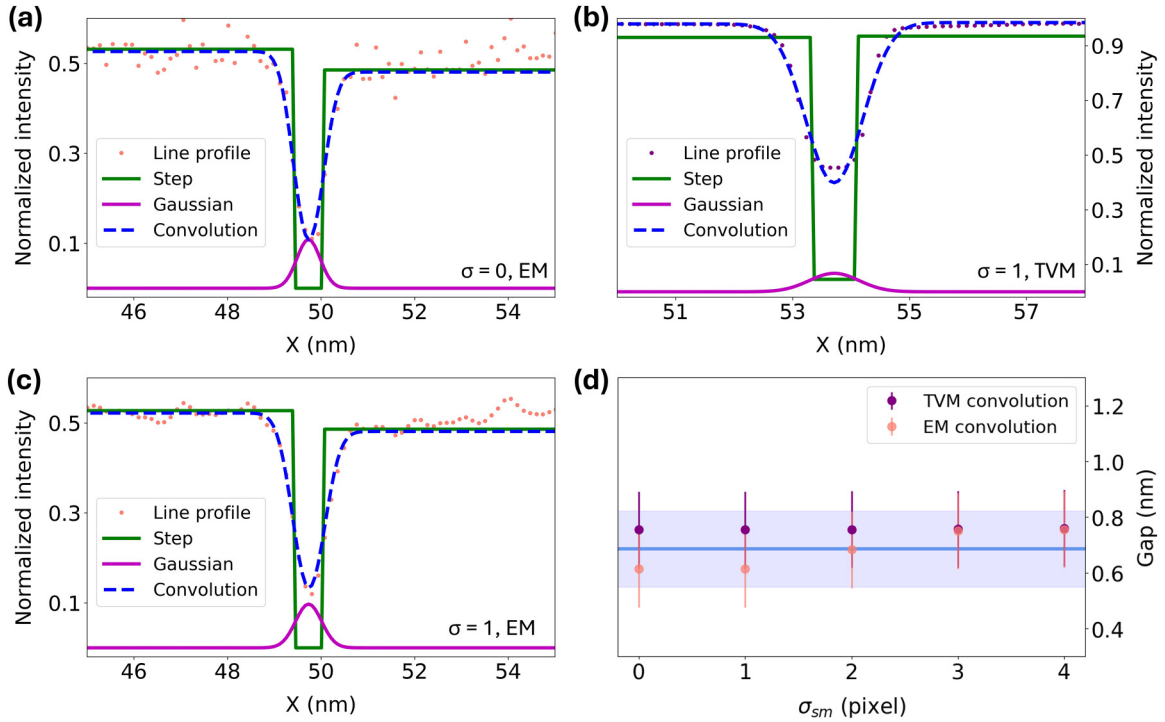 (a)
Normalized intensity
0.5
0.3
0.1
Line profile
Step
Gaussian
Convolution
σ = 0, EM
46 48 50 52 54
X (nm)
(b)
Normalized intensity
0.9
0.7
0.5
0.3
0.1
Line profile
Step
Gaussian
Convolution
σ = 1, TVM
51 53 55 57
X (nm)
(c)
Normalized intensity
0.5
0.3
0.1
Line profile
Step
Gaussian
Convolution
σ = 1, EM
46 48 50 52 54
X (nm)
(d)
TVM convolution
EM convolution
Gap (nm)
1.2
1.0
0.8
0.6
0.4
0 1 2 3 4
σsm (pixel)